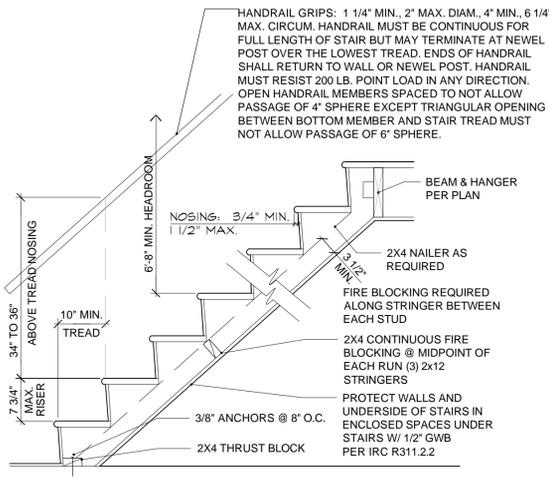 HANDRAIL GRIPS: 1 1/4" MIN., 2" MAX. DIAM., 4" MIN., 6 1/4"
MAX. CIRCUM. HANDRAIL MUST BE CONTINUOUS FOR
FULL LENGTH OF STAIR BUT MAY TERMINATE AT NEWEL
POST OVER THE LOWEST TREAD. ENDS OF HANDRAIL
SHALL RETURN TO WALL OR NEWEL POST. HANDRAIL
MUST RESIST 200 LB. POINT LOAD IN ANY DIRECTION.
OPEN HANDRAIL MEMBERS SPACED TO NOT ALLOW
PASSAGE OF 4" SPHERE EXCEPT TRIANGULAR OPENING
BETWEEN BOTTOM MEMBER AND STAIR TREAD MUST
NOT ALLOW PASSAGE OF 6" SPHERE.
6'-8" MIN. HEADROOM
BEAM & HANGER
PER PLAN
NOSING: 3/4" MIN.
1 1/2" MAX.
2X4 NAILER AS
REQUIRED
3 1/2"
MIN.
34" TO 36"
ABOVE TREAD NOSING
10" MIN.
TREAD
FIRE BLOCKING REQUIRED
ALONG STRINGER BETWEEN
EACH STUD
2X4 CONTINUOUS FIRE
BLOCKING @ MIDPOINT OF
EACH RUN (3) 2x12
STRINGERS
7 3/4"
MAX.
RISER
PROTECT WALLS AND
UNDERSIDE OF STAIRS IN
ENCLOSED SPACES UNDER
STAIRS W/ 1/2" GWB
PER IRC R311.2.2
3/8" ANCHORS @ 8" O.C.
2X4 THRUST BLOCK